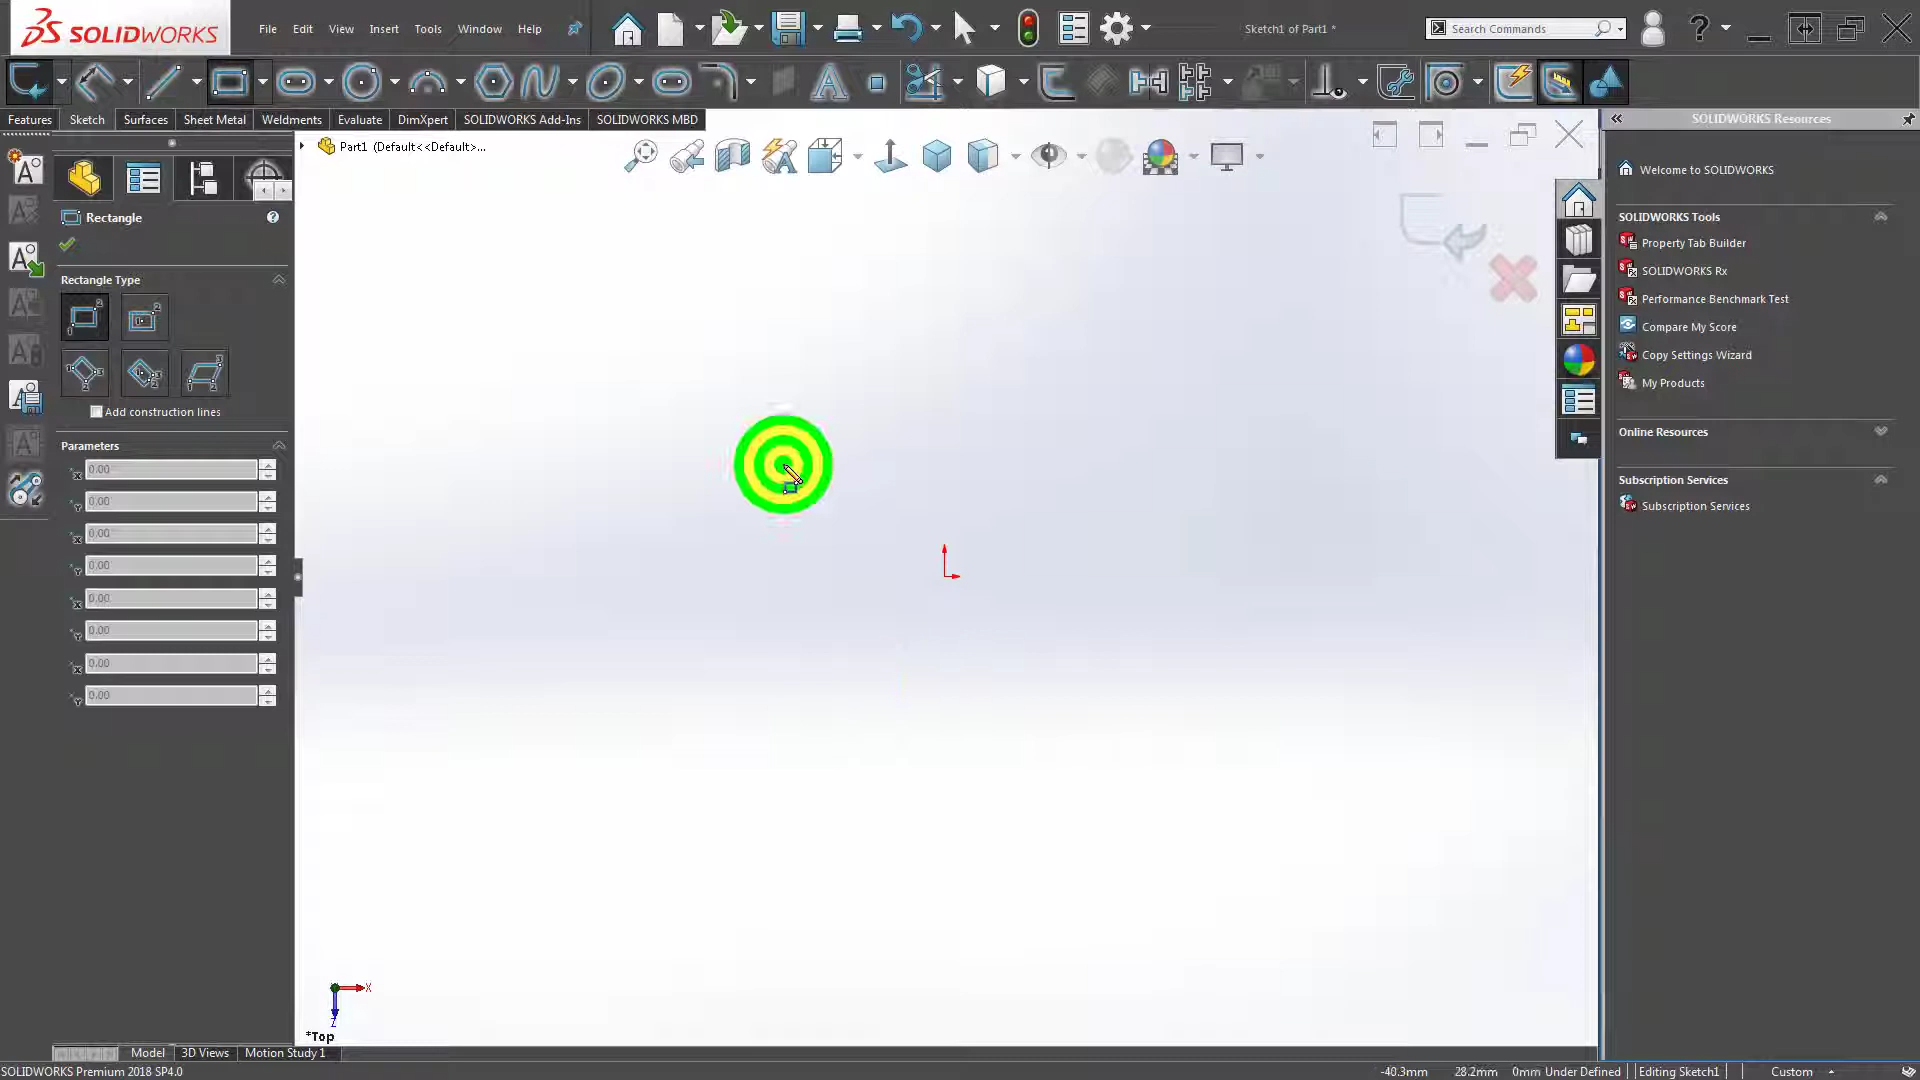 SOLIDWORKS File Edit View Insert Tools Window Help Sketch1 of Part1 * Search Commands ?
Features Sketch Surfaces Sheet Metal Weldments Evaluate DimXpert SOLIDWORKS Add-Ins SOLIDWORKS MBD
SOLIDWORKS Resources
Part1 (Default<<Default>...
Welcome to SOLIDWORKS
Rectangle ?
SOLIDWORKS Tools
Property Tab Builder
SOLIDWORKS Rx
Performance Benchmark Test
Compare My Score
Copy Settings Wizard
My Products
Online Resources
Subscription Services
Subscription Services
Rectangle Type
Add construction lines
Parameters
0.00
0.00
0.00
0.00
0.00
0.00
0.00
0.00
X
Z
*Top
Model 3D Views Motion Study 1
SOLIDWORKS Premium 2018 SP4.0 -40.3mm 28.2mm 0mm Under Defined Editing Sketch1 Custom